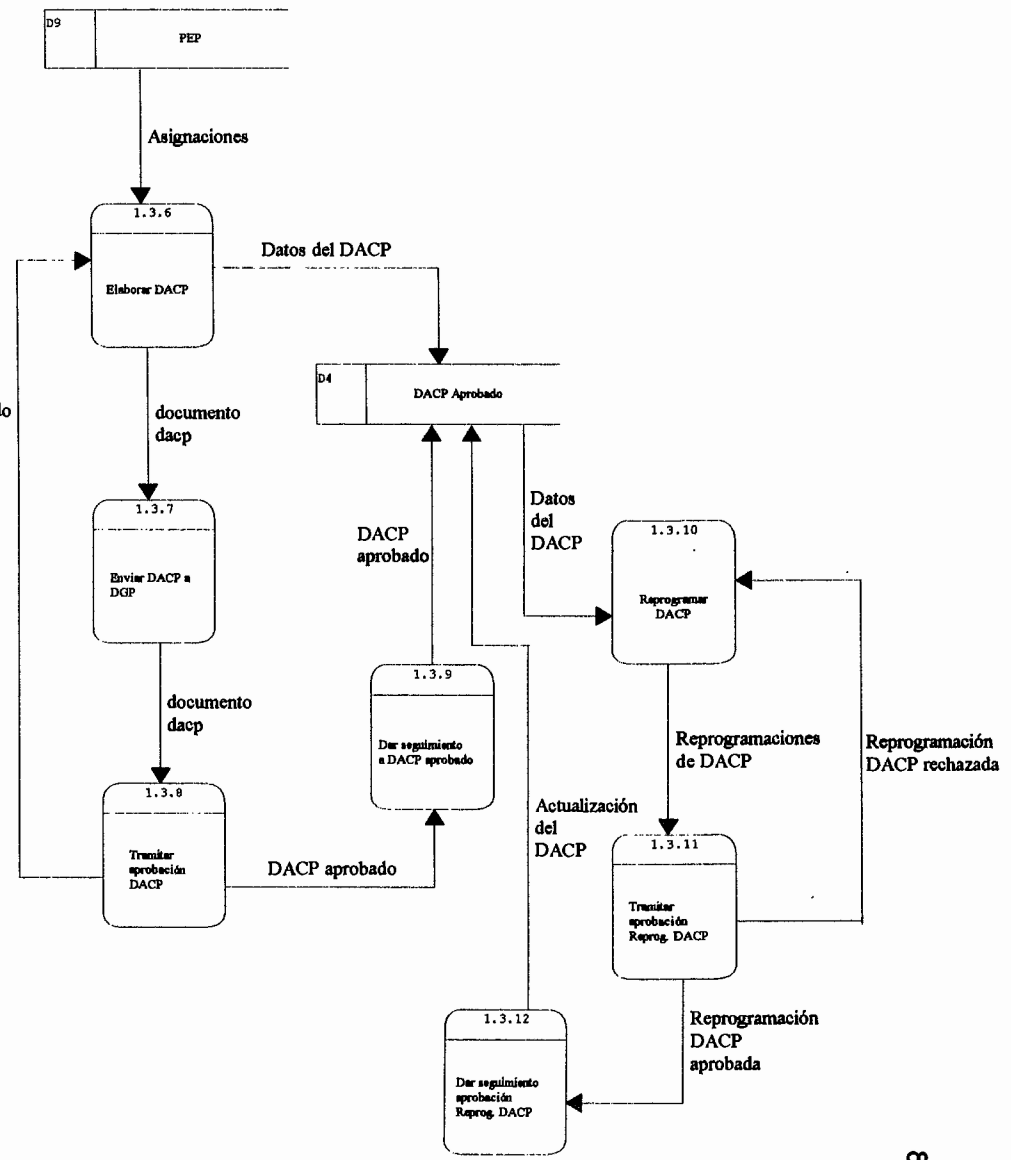 D9
PEP
Asignaciones
1.3.6
Elaborar DACP
Datos del DACP
D4
DACP Aprobado
documento
dacp
1.3.7
Enviar DACP a
DGP
DACP
aprobado
Datos
del
DACP
1.3.10
Reprogramar
DACP
documento
dacp
1.3.9
Dar seguimiento
a DACP aprobado
Reprogramaciones
de DACP
Reprogramación
DACP rechazada
1.3.8
Tramitar
aprobación
DACP
DACP aprobado
Actualización
del
DACP
1.3.11
Tramitar
aprobación
Reprog. DACP
1.3.12
Dar seguimiento
aprobación
Reprog. DACP
Reprogramación
DACP
aprobada
8